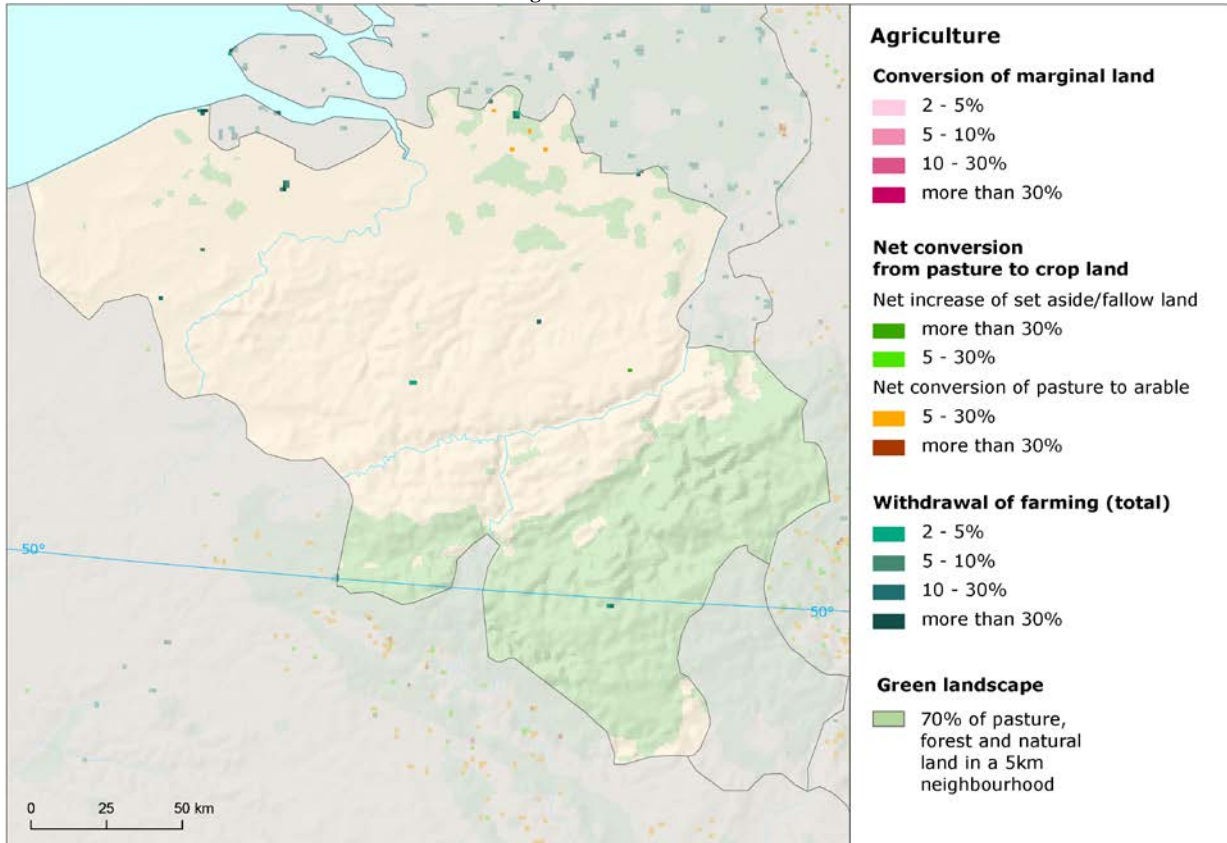 Agriculture
Conversion of marginal land
2 - 5%
5 - 10%
10 - 30%
more than 30%
Net conversion
from pasture to crop land
Net increase of set aside/fallow land
more than 30%
5 - 30%
Net conversion of pasture to arable
5 - 30%
more than 30%
Withdrawal of farming (total)
2 - 5%
5 - 10%
10 - 30%
more than 30%
Green landscape
70% of pasture,
forest and natural
land in a 5km
neighbourhood
50°
50°
0 25 50 km